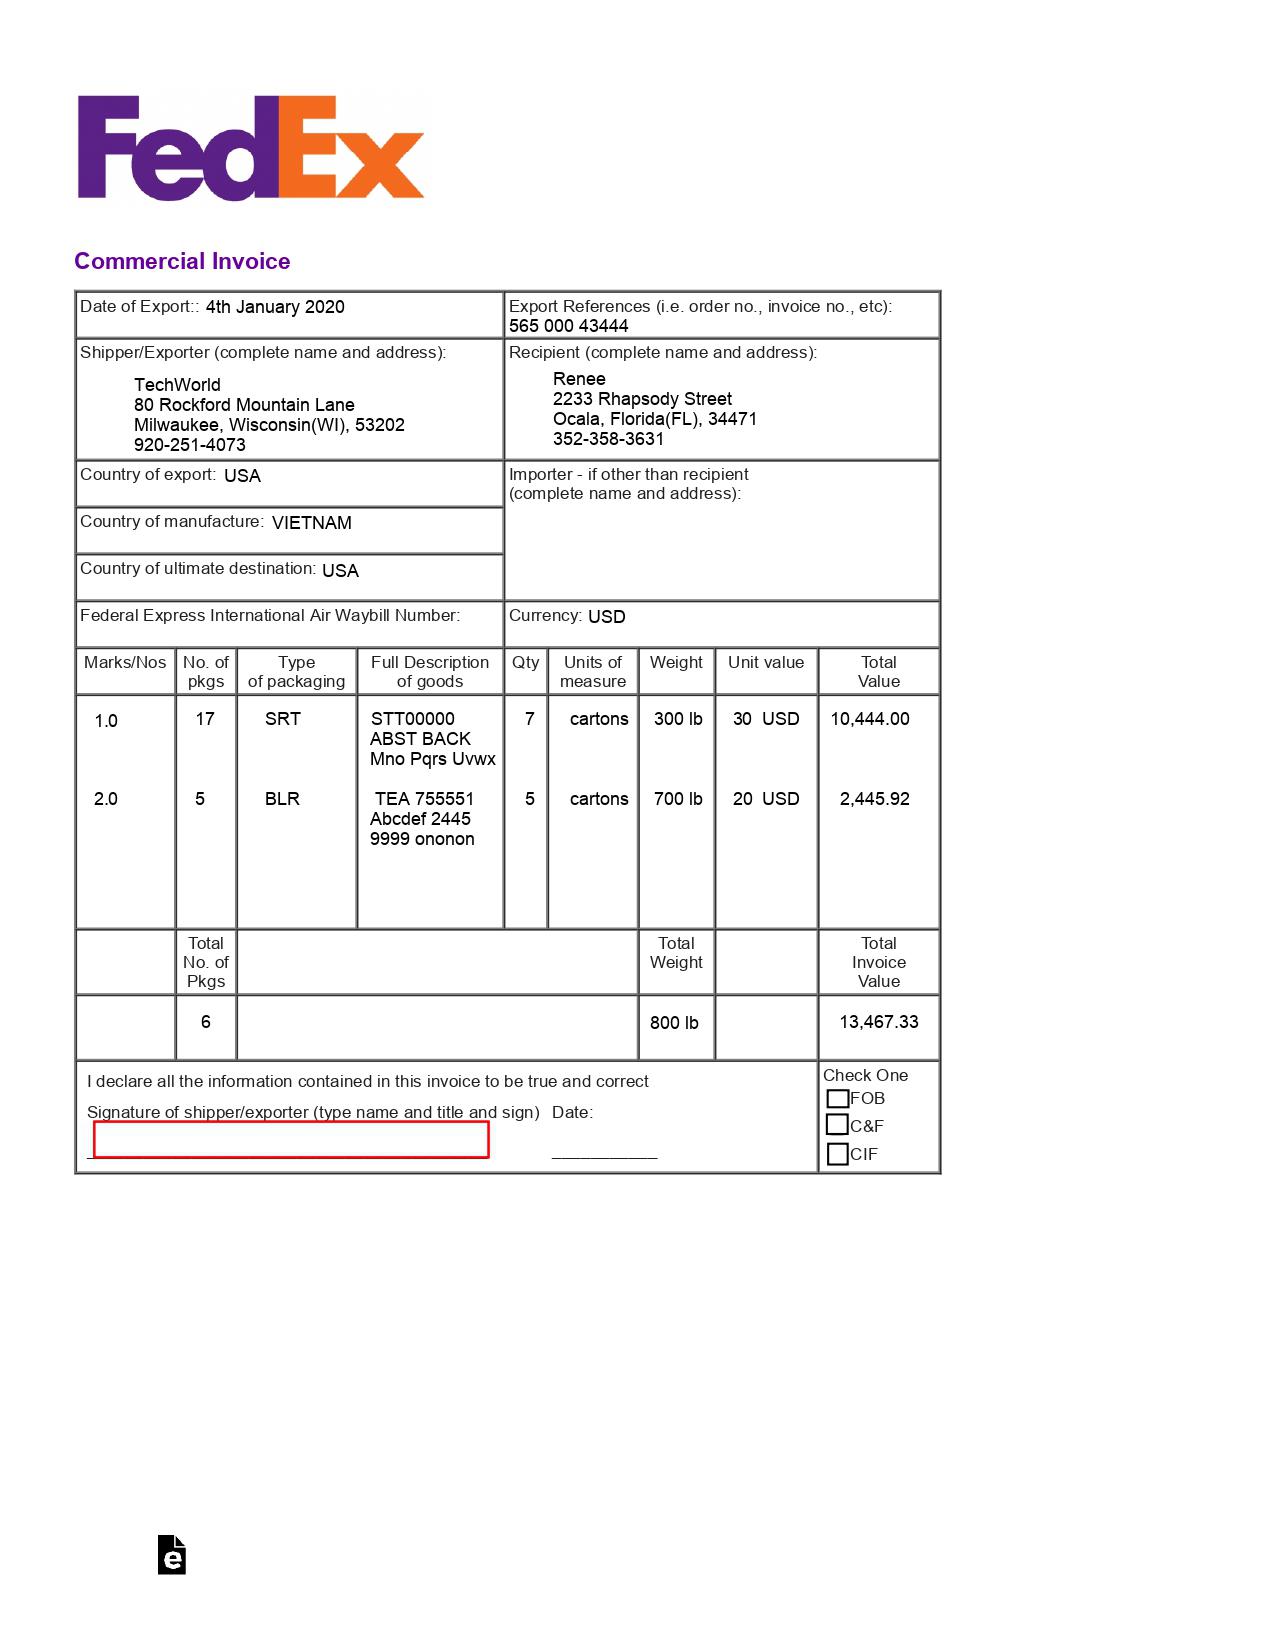 FedEx
Commercial Invoice
Date of Export:: 4th January 2020
Export References (i.e. order no., invoice no., etc):
565 000 43444
Shipper/Exporter (complete name and address):
TechWorld
80 Rockford Mountain Lane
Milwaukee, Wisconsin(WI), 53202
920-251-4073
Recipient (complete name and address):
Renee
2233 Rhapsody Street
Ocala, Florida(FL), 34471
352-358-3631
Country of export: USA
Country of manufacture: VIETNAM
Country of ultimate destination: USA
Importer - if other than recipient
(complete name and address):
Federal Express International Air Waybill Number:
Currency: USD
Marks/Nos No. of pkgs Type of packaging Full Description of goods Qty Units of measure Weight Unit value Total Value
1.0 17 SRT STT00000 7 cartons 300 lb 30 USD 10,444.00
ABST BACK
Mno Pqrs Uvwx
2.0 5 BLR TEA 755551 5 cartons 700 lb 20 USD 2,445.92
Abcdef 2445
9999 ononon
Total No. of Pkgs Total Weight Total Invoice Value
6 800 lb 13,467.33
I declare all the information contained in this invoice to be true and correct
Signature of shipper/exporter (type name and title and sign) Date:
Check One
FOB
C&F
CIF
e